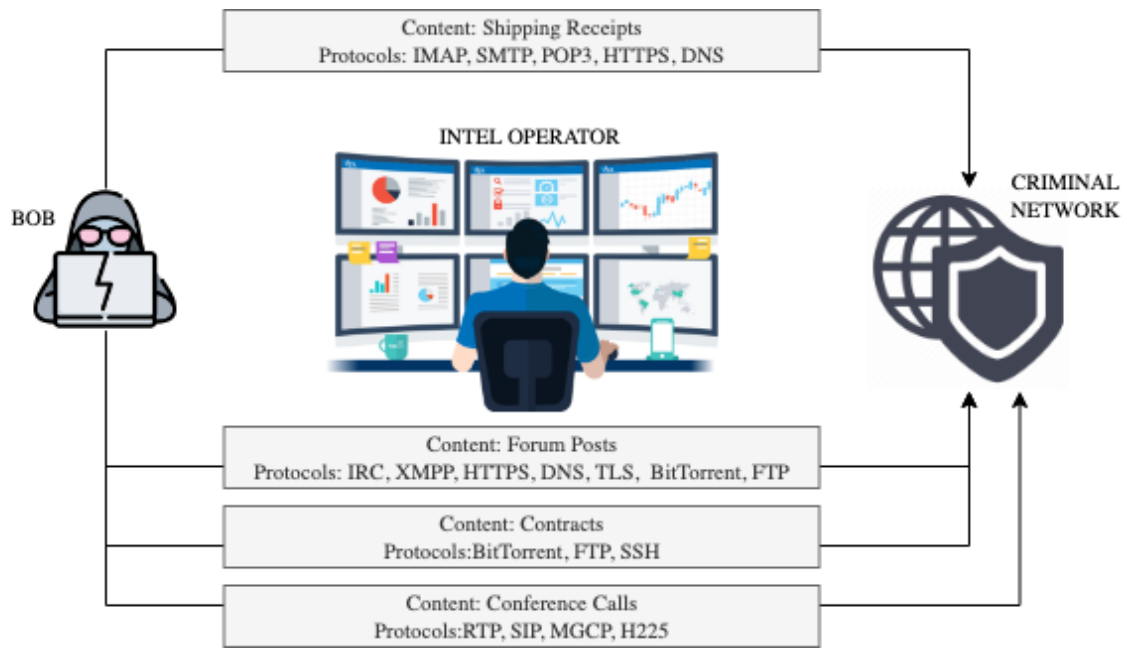 Content: Shipping Receipts
Protocols: IMAP, SMTP, POP3, HTTPS, DNS
INTEL OPERATOR
BOB
CRIMINAL
NETWORK
Content: Forum Posts
Protocols: IRC, XMPP, HTTPS, DNS, TLS, BitTorrent, FTP
Content: Contracts
Protocols:BitTorrent, FTP, SSH
Content: Conference Calls
Protocols:RTP, SIP, MGCP, H225